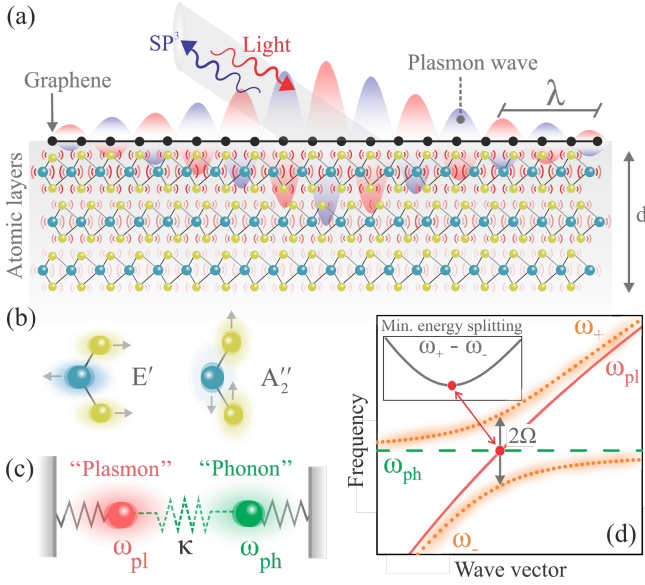 (a)
SP³
Light
Graphene
Plasmon wave
λ
Atomic layers
d
(b)
E′
A₂″
(c)
“Plasmon” “Phonon”
ω_pl κ ω_ph
Min. energy splitting
ω₊ - ω₋
ω₊
ω_pl
2Ω
ω_ph
ω₋
(d)
Frequency
Wave vector